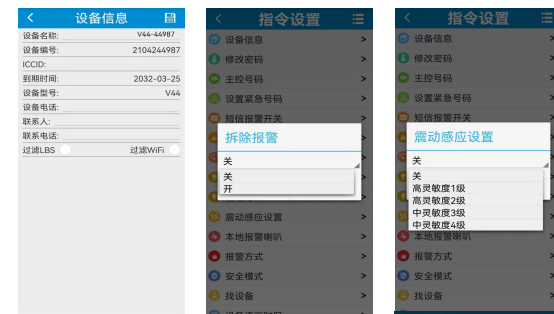 设备信息
设备名称: V44-44987
设备编号: 2104244987
ICCID:
到期时间: 2032-03-25
设备型号: V44
设备电话:
联系人:
联系电话:
过滤LBS 过滤WiFi
指令设置
设备信息
修改密码
主控号码
设置紧急号码
短信报警开关
拆除报警
关
关
开
震动感应设置
本地报警喇叭
报警方式
安全模式
找设备
指令设置
设备信息
修改密码
主控号码
设置紧急号码
短信报警开关
震动感应设置
关
关
高灵敏度1级
高灵敏度2级
中灵敏度3级
中灵敏度4级
本地报警喇叭
报警方式
安全模式
找设备